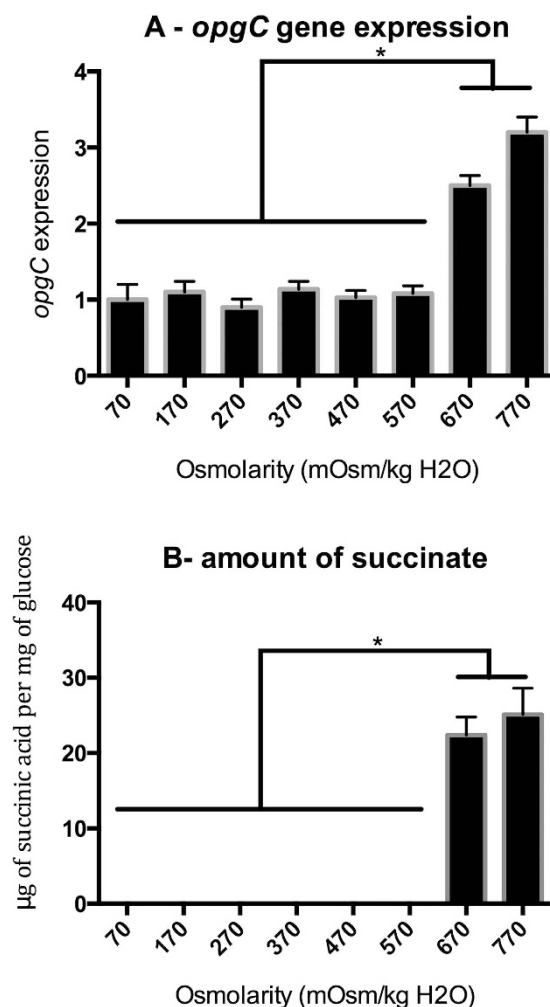 A - opgC gene expression
*
4
3
2
1
0
opgC expression
70 170 270 370 470 570 670 770
Osmolarity (mOsm/kg H2O)
B- amount of succinate
*
40
30
20
10
0
µg of succinic acid per mg of glucose
70 170 270 370 470 570 670 770
Osmolarity (mOsm/kg H2O)